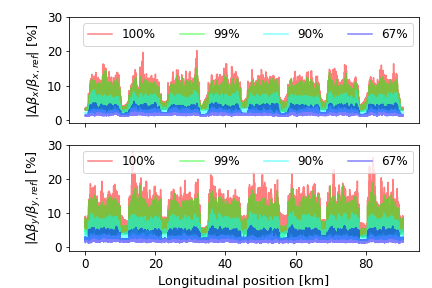 30
20
10
0
|Δβx/βx,ref| [%]
100% 99% 90% 67%
30
20
10
0
|Δβy/βy,ref| [%]
100% 99% 90% 67%
0 20 40 60 80
Longitudinal position [km]